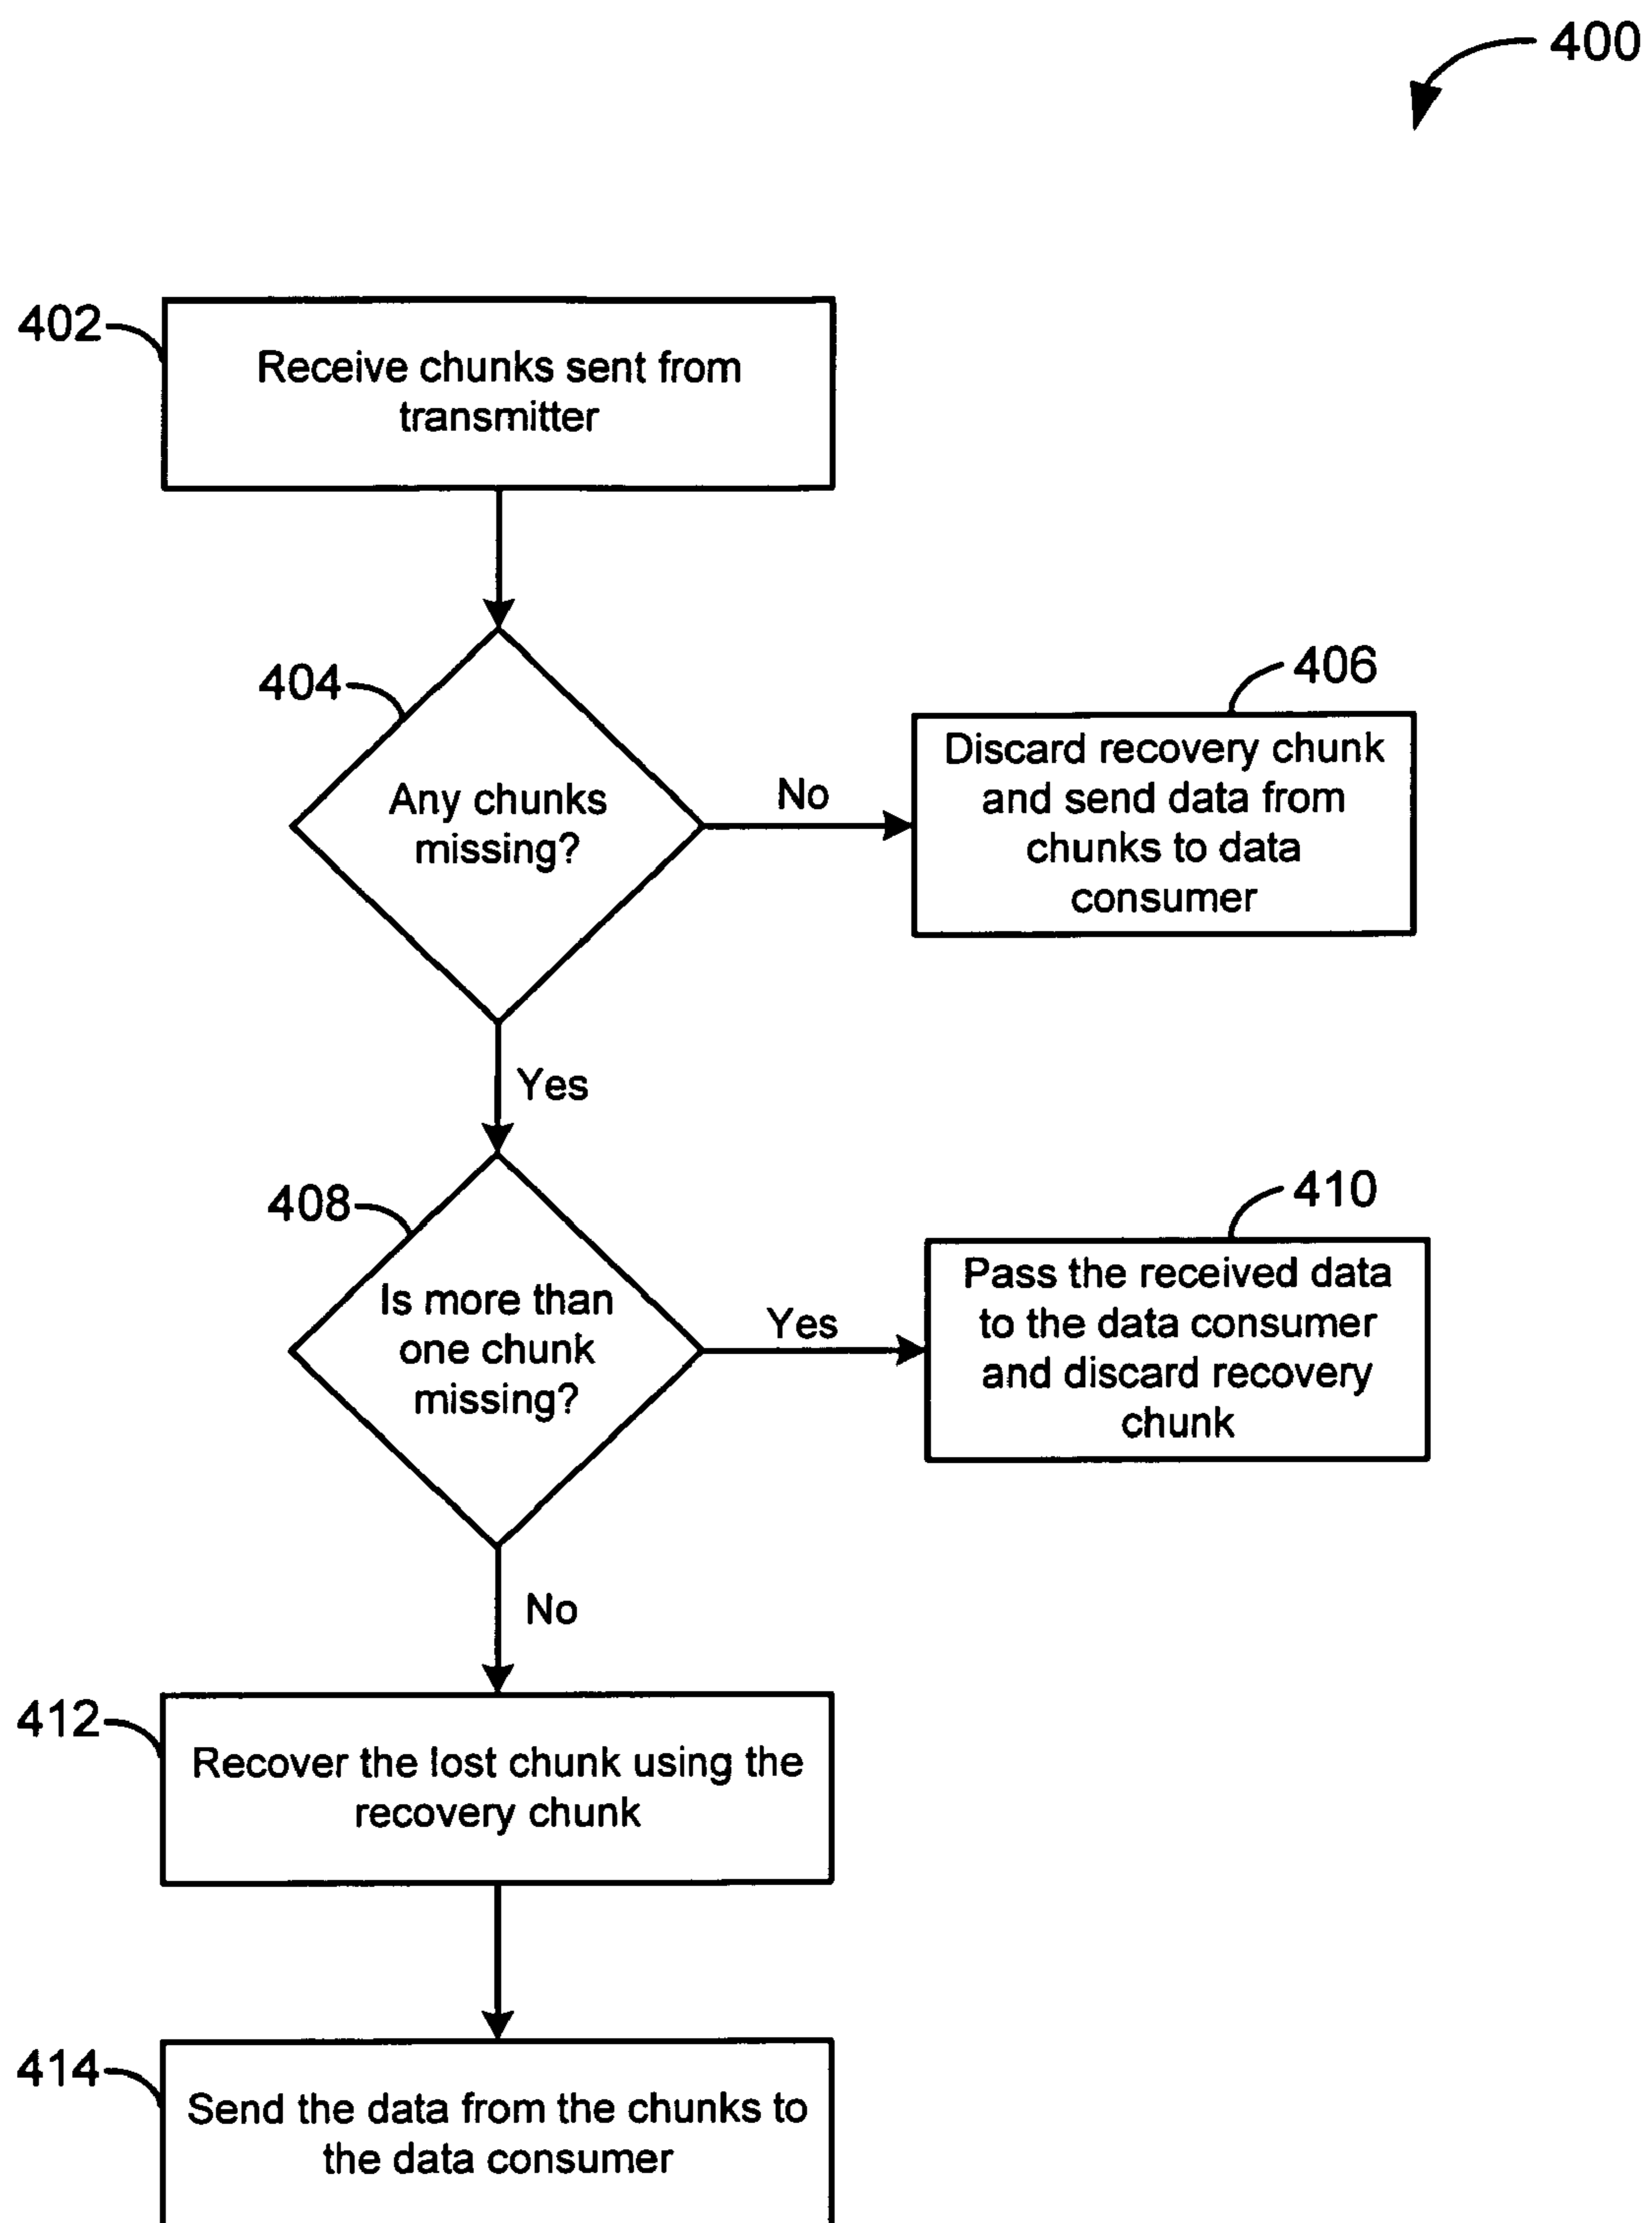 400
402
Receive chunks sent from
transmitter
404
Any chunks
missing?
No
406
Discard recovery chunk
and send data from
chunks to data
consumer
Yes
408
Is more than
one chunk
missing?
Yes
410
Pass the received data
to the data consumer
and discard recovery
chunk
No
412
Recover the lost chunk using the
recovery chunk
414
Send the data from the chunks to
the data consumer